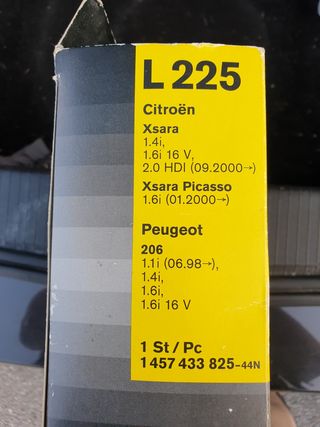 L 225
Citroën
Xsara
1.4i,
1.6i 16 V,
2.0 HDI (09.2000→)
Xsara Picasso
1.6i (01.2000→)
Peugeot
206
1.1i (06.98→),
1.4i,
1.6i,
1.6i 16 V
1 St / Pc
1 457 433 825-44N